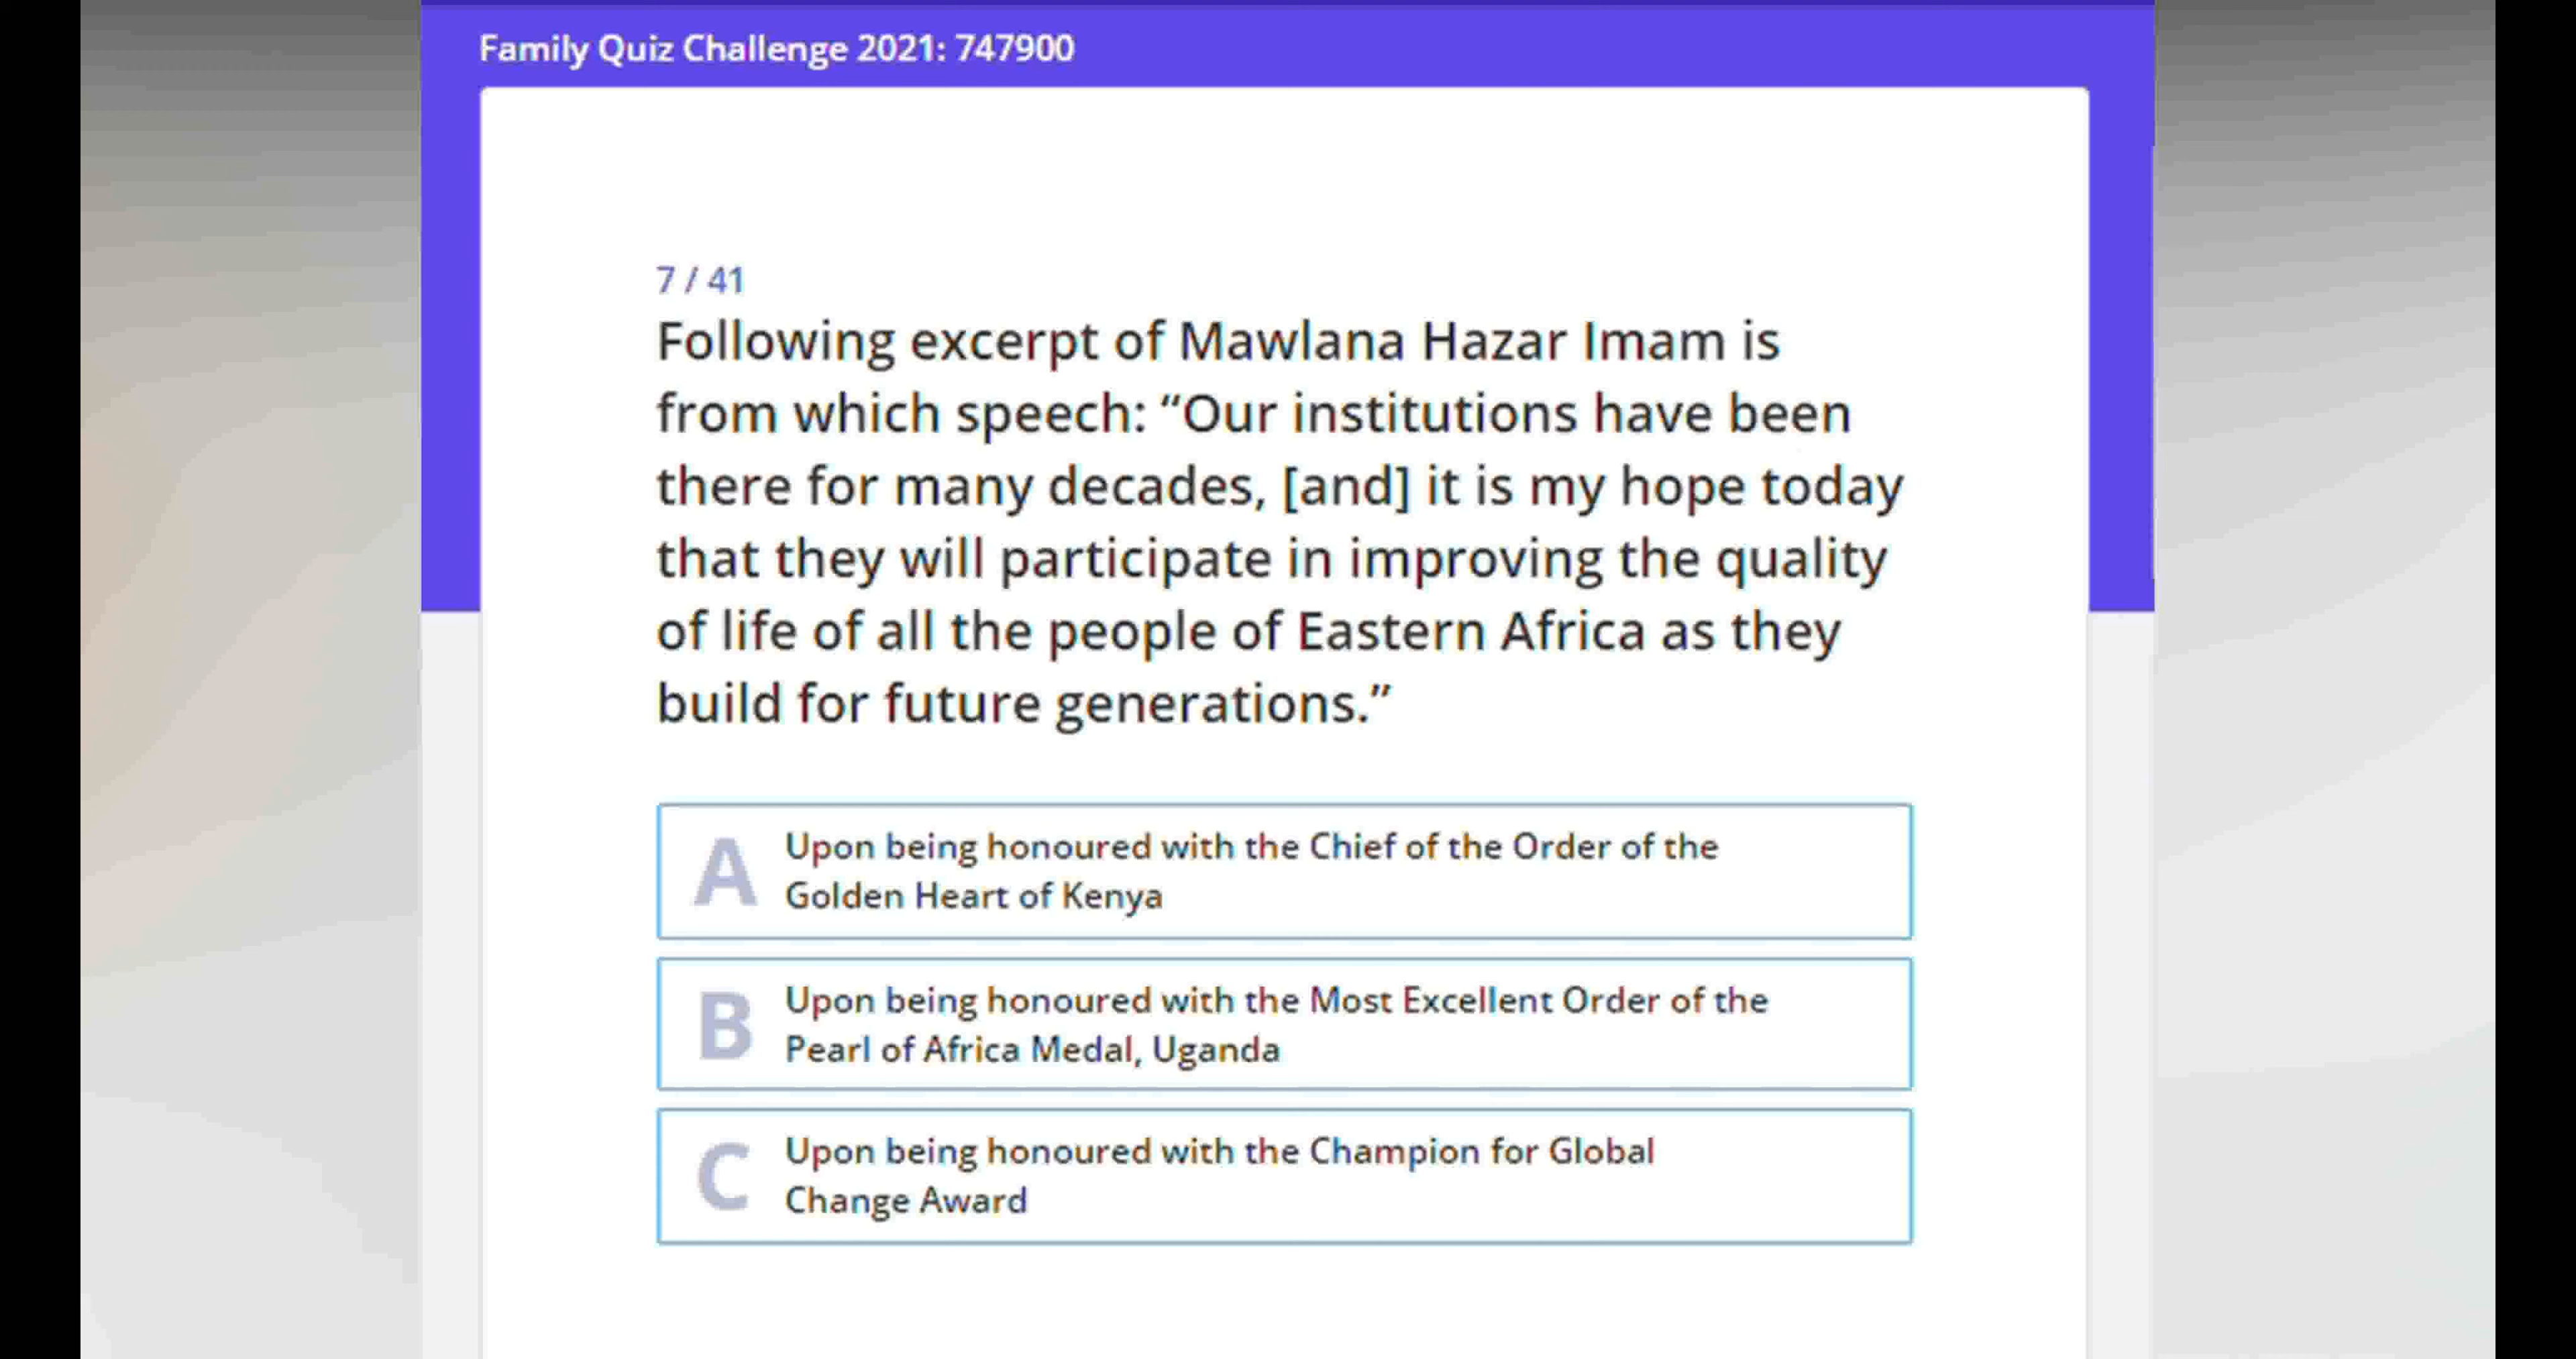 Family Quiz Challenge 2021: 747900
7 / 41
Following excerpt of Mawlana Hazar Imam is
from which speech: “Our institutions have been
there for many decades, [and] it is my hope today
that they will participate in improving the quality
of life of all the people of Eastern Africa as they
build for future generations.”
A
Upon being honoured with the Chief of the Order of the
Golden Heart of Kenya
B
Upon being honoured with the Most Excellent Order of the
Pearl of Africa Medal, Uganda
C
Upon being honoured with the Champion for Global
Change Award